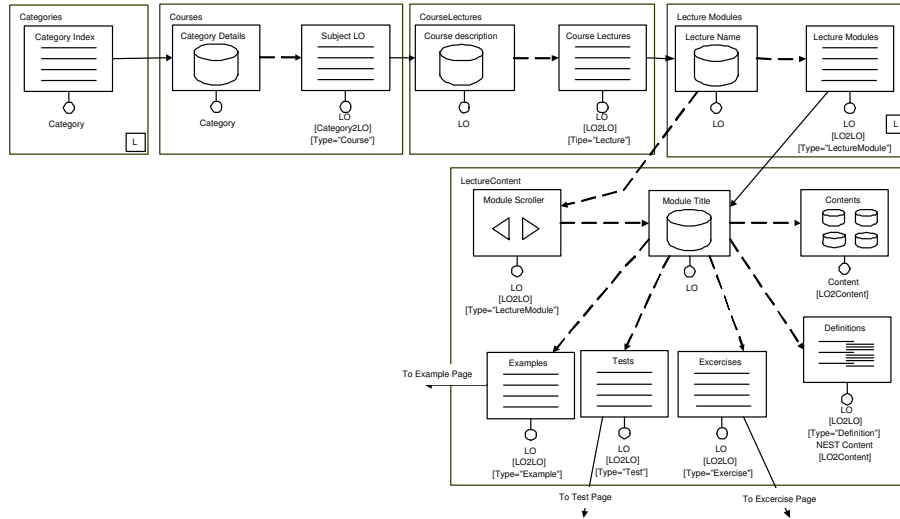 Categories
Category Index
Category
L
Courses
Category Details
Category
Subject LO
LO
[Category2LO]
[Type="Course"]
CourseLectures
Course description
LO
Course Lectures
LO
[LO2LO]
[Tipe="Lecture"]
Lecture Modules
Lecture Name
LO
Lecture Modules
LO
[LO2LO]
[Type="LectureModule"]
L
LectureContent
Module Scroller
LO
[LO2LO]
[Type="LectureModule"]
Module Title
LO
Contents
Content
[LO2Content]
Definitions
LO
[LO2LO]
[Type="Definition"]
NEST Content
[LO2Content]
Examples
LO
[LO2LO]
[Type="Example"]
Tests
LO
[LO2LO]
[Type="Test"]
Excercises
LO
[LO2LO]
[Type="Exercise"]
To Example Page
To Test Page
To Excercise Page